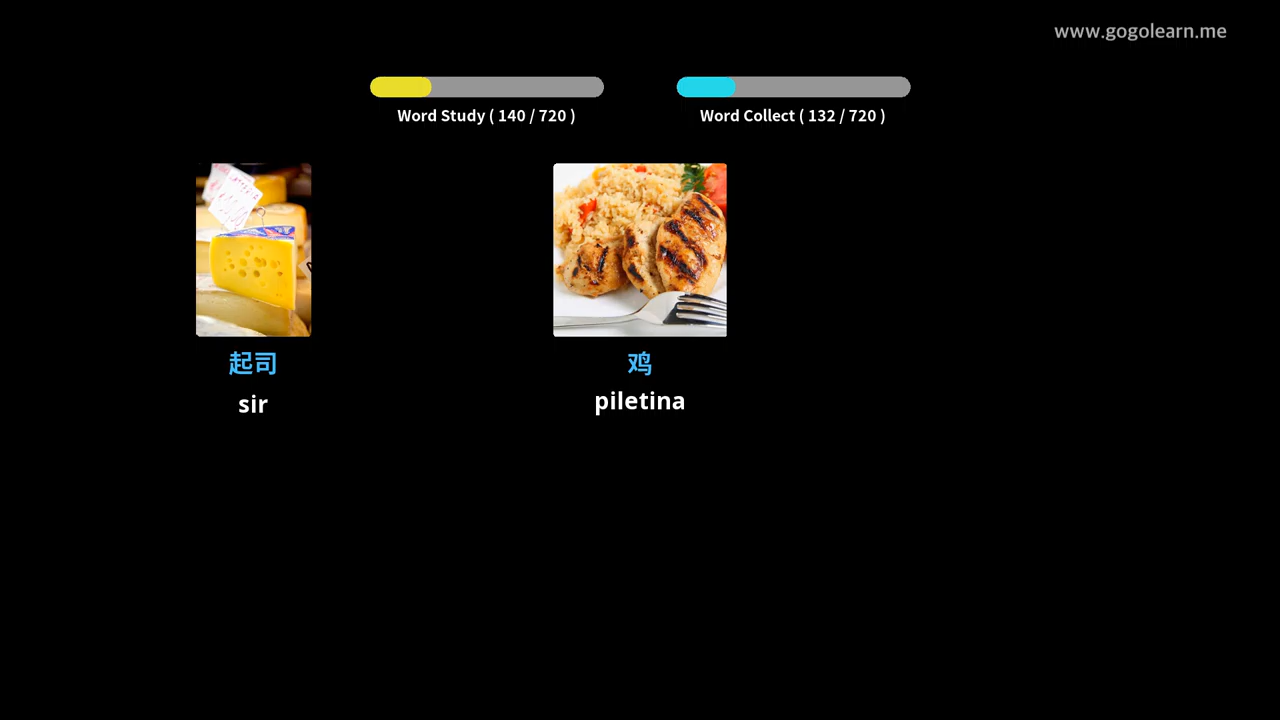 www.gogolearn.me
Word Study ( 140 / 720 )
Word Collect ( 132 / 720 )
起司
sir
鸡
piletina